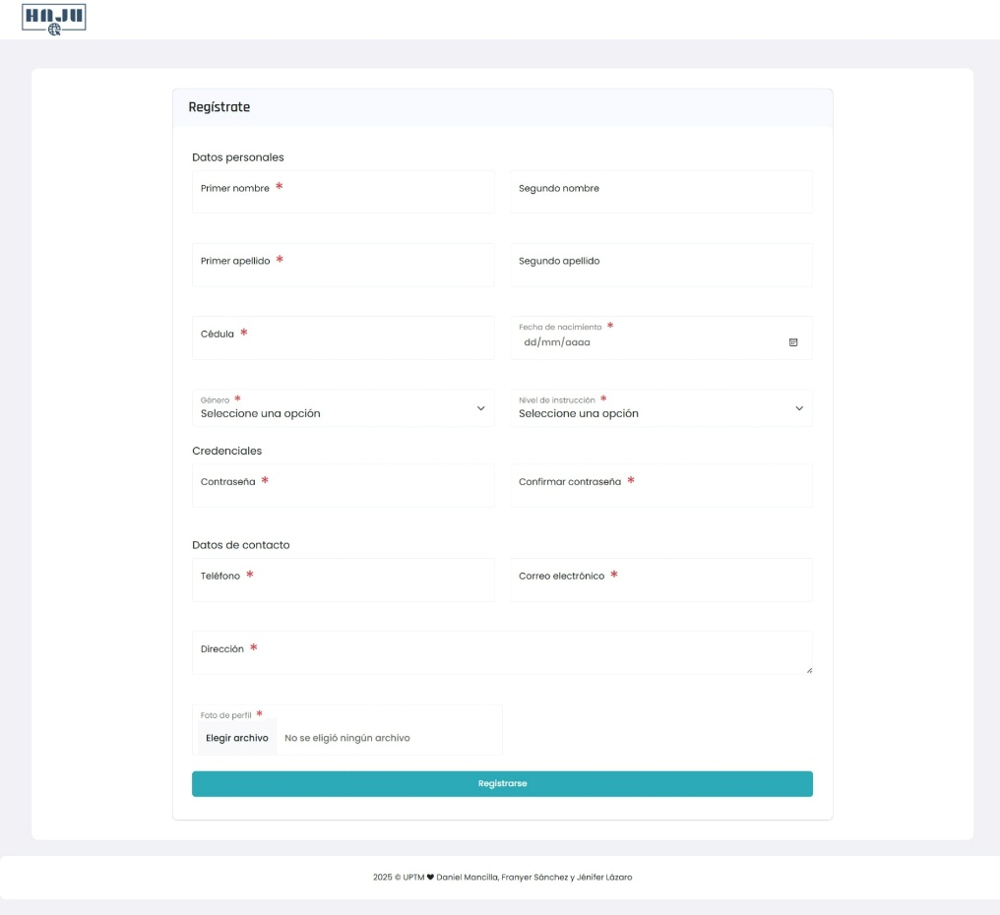 HNJU
Regístrate
Datos personales
Primer nombre *
Segundo nombre
Primer apellido *
Segundo apellido
Cédula *
Fecha de nacimiento *
dd/mm/aaaa
Género *
Seleccione una opción
Nivel de instrucción *
Seleccione una opción
Credenciales
Contraseña *
Confirmar contraseña *
Datos de contacto
Teléfono *
Correo electrónico *
Dirección *
Foto de perfil *
Elegir archivo No se eligió ningún archivo
Registrarse
2025 © UPTM ♥ Daniel Mancilla, Franyer Sánchez y Jénifer Lázaro